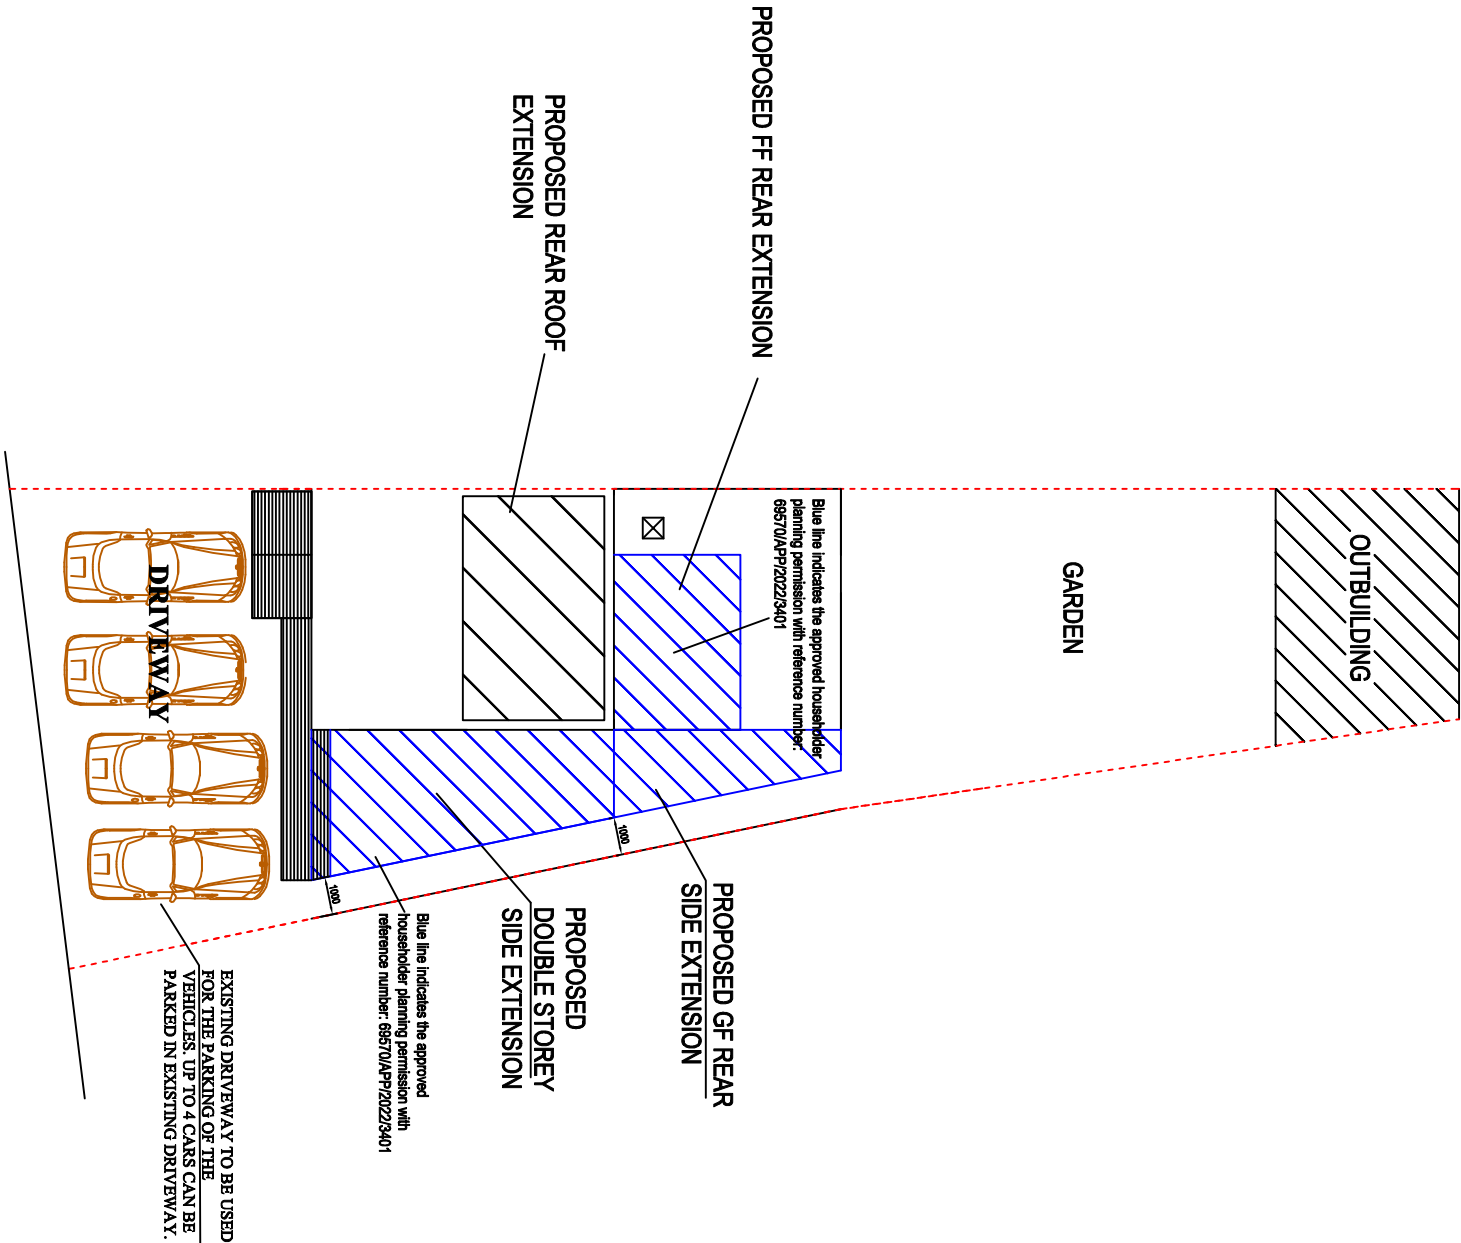 OUTBUILDING
GARDEN
Blue line indicates the approved householder
planning permission with reference number:
69570/APP/2022/3401
PROPOSED FF REAR EXTENSION
PROPOSED REAR ROOF
EXTENSION
PROPOSED GF REAR
SIDE EXTENSION
1000
PROPOSED
DOUBLE STOREY
SIDE EXTENSION
1000
Blue line indicates the approved
householder planning permission with
reference number: 69570/APP/2022/3401
DRIVEWAY
EXISTING DRIVEWAY TO BE USED
FOR THE PARKING OF THE
VEHICLES. UP TO 4 CARS CAN BE
PARKED IN EXISTING DRIVEWAY.